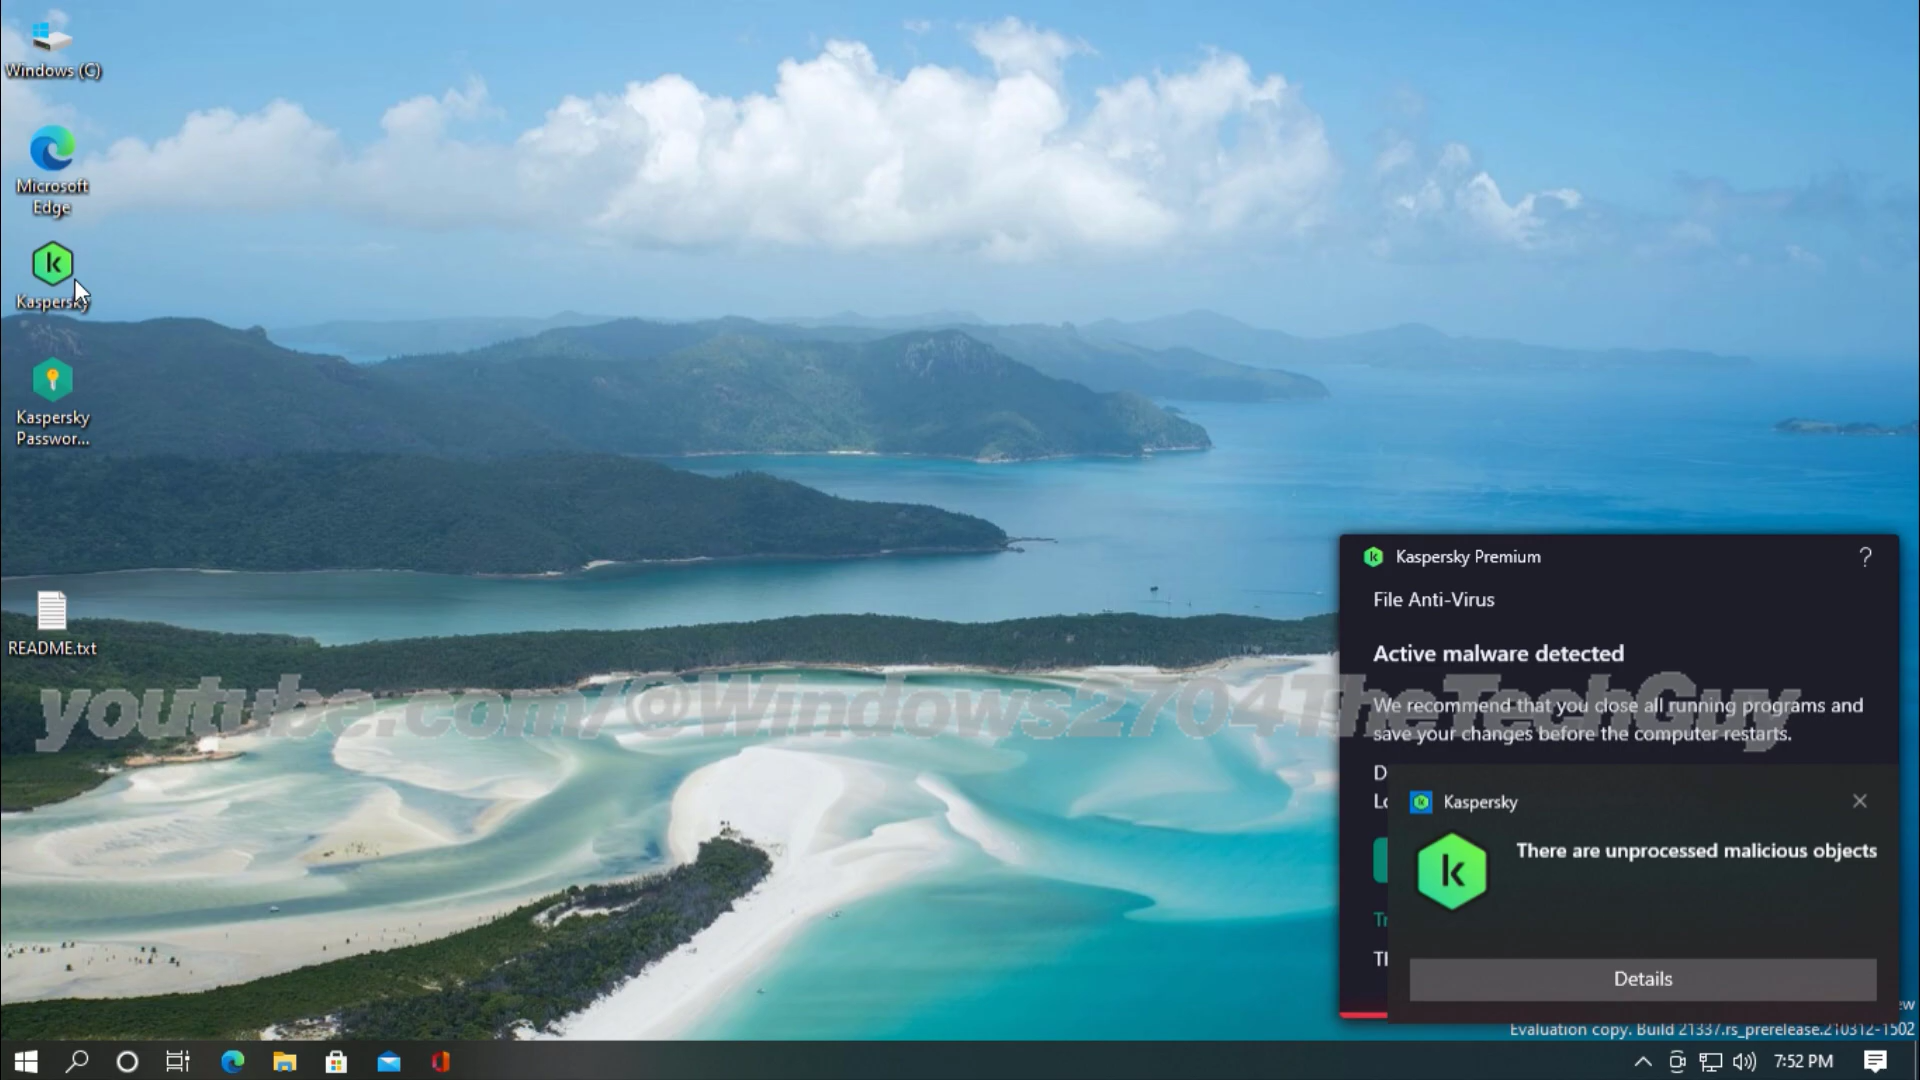 Windows (C)
Microsoft
Edge
Kaspersky
Kaspersky
Passwor...
README.txt
youtube.com/@Windows2704TheTechGuy
Kaspersky Premium
?
File Anti-Virus
Active malware detected
We recommend that you close all running programs and
save your changes before the computer restarts.
Kaspersky
There are unprocessed malicious objects
Details
Evaluation copy. Build 21337.rs_prerelease.210312-1502
7:52 PM